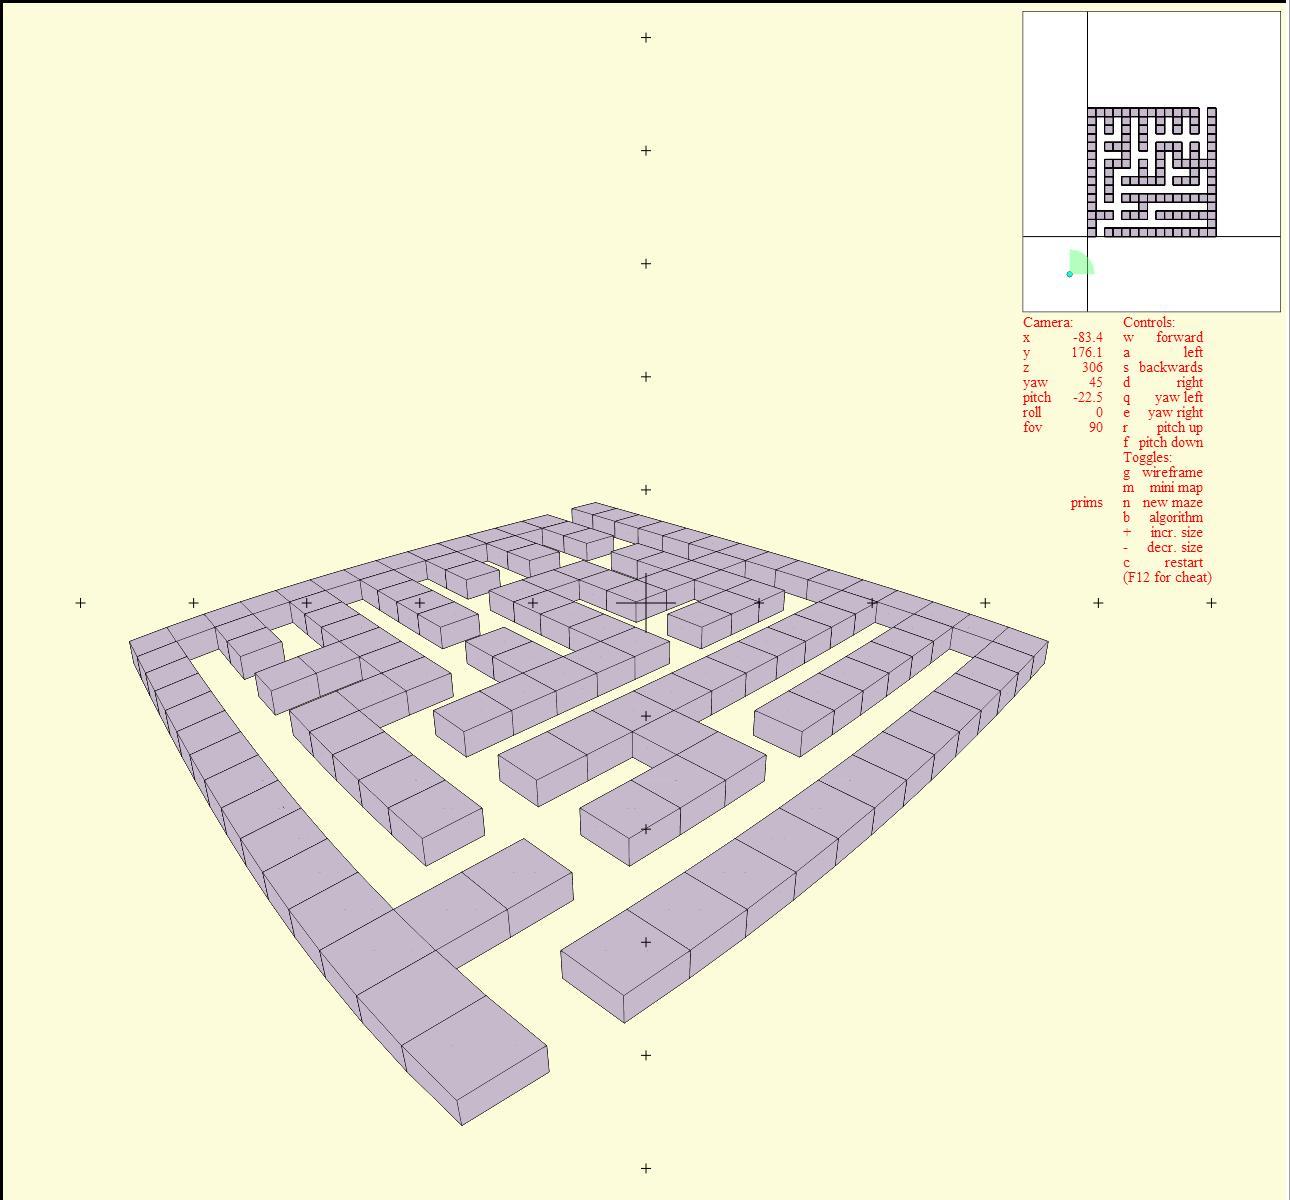 Camera: Controls:
x -83.4 w forward
y 176.1 a left
z 306 s backwards
yaw 45 d right
pitch -22.5 q yaw left
roll 0 e yaw right
fov 90 r pitch up
f pitch down
Toggles:
g wireframe
m mini map
prims n new maze
b algorithm
+ incr. size
- decr. size
c restart
(F12 for cheat)